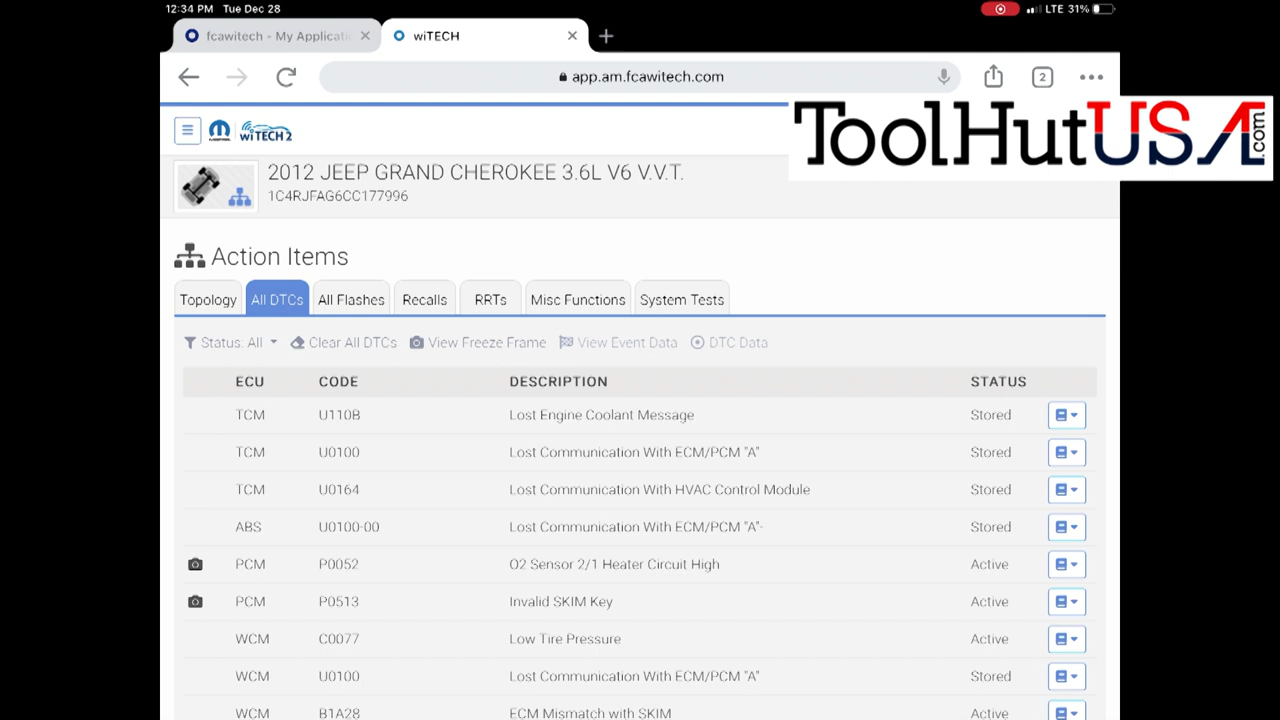 12:34 PM Tue Dec 28
LTE 31%
fcawitech - My Applicati
wiTECH
app.am.fcawitech.com
2
wiTECH 2
ToolHutUSA.com
2012 JEEP GRAND CHEROKEE 3.6L V6 V.V.T.
1C4RJFAG6CC177996
Action Items
Topology All DTCs All Flashes Recalls RRTs Misc Functions System Tests
Status: All Clear All DTCs View Freeze Frame View Event Data DTC Data
ECU CODE DESCRIPTION STATUS
TCM U110B Lost Engine Coolant Message Stored
TCM U0100 Lost Communication With ECM/PCM "A" Stored
TCM U0164 Lost Communication With HVAC Control Module Stored
ABS U0100-00 Lost Communication With ECM/PCM "A"- Stored
PCM P0052 O2 Sensor 2/1 Heater Circuit High Active
PCM P0513 Invalid SKIM Key Active
WCM C0077 Low Tire Pressure Active
WCM U0100 Lost Communication With ECM/PCM "A" Stored
WCM B1A28 ECM Mismatch with SKIM Active